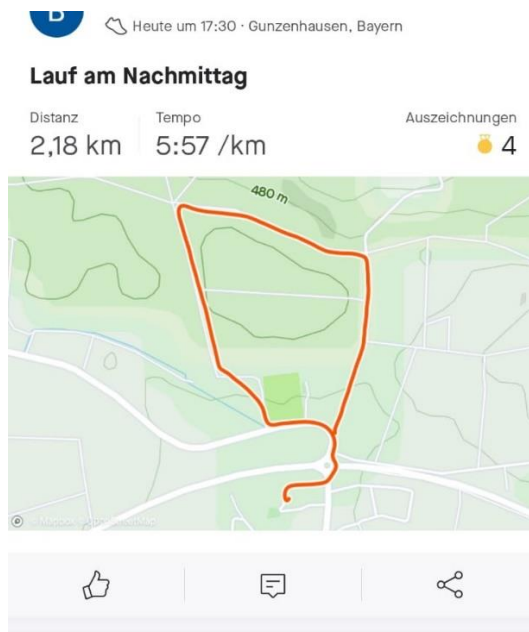 B
Heute um 17:30 · Gunzenhausen, Bayern
Lauf am Nachmittag
Distanz
Tempo
Auszeichnungen
2,18 km
5:57 /km
4
480 m